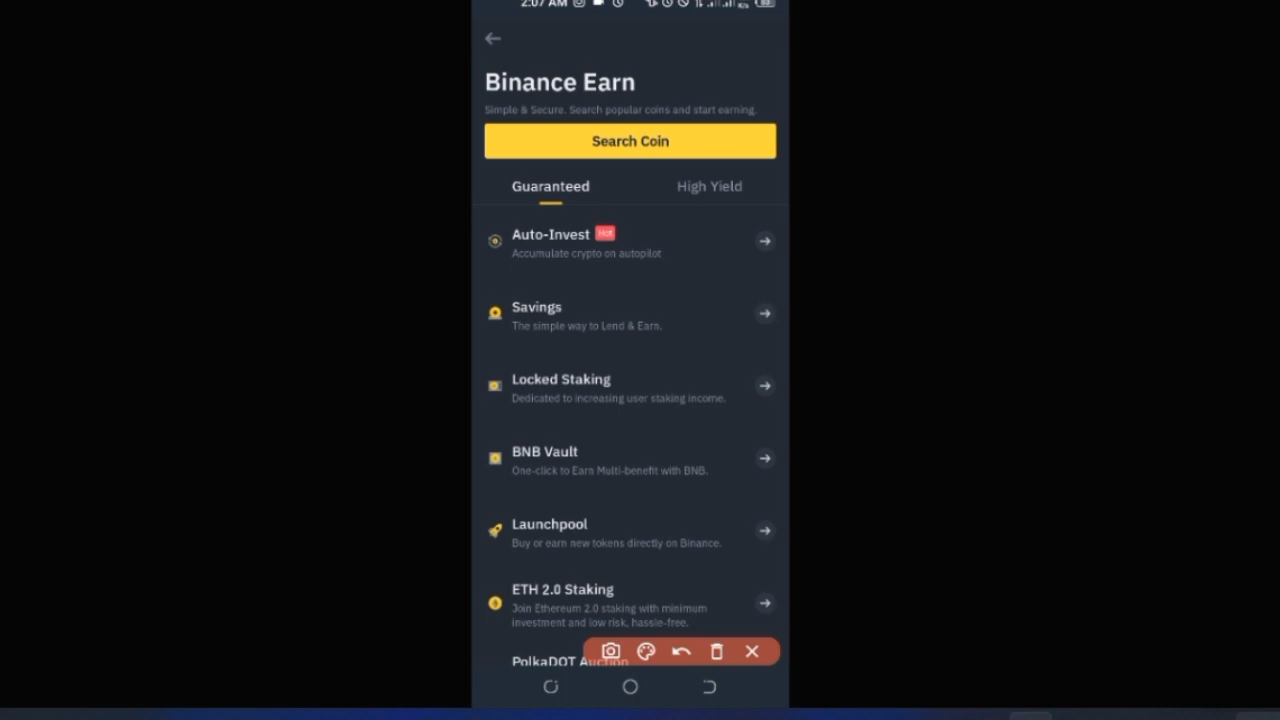 2:07 AM
Binance Earn
Simple & Secure. Search popular coins and start earning.
Search Coin
Guaranteed
High Yield
Auto-Invest Hot
Accumulate crypto on autopilot
Savings
The simple way to Lend & Earn.
Locked Staking
Dedicated to increasing user staking income.
BNB Vault
One-click to Earn Multi-benefit with BNB.
Launchpool
Buy or earn new tokens directly on Binance.
ETH 2.0 Staking
Join Ethereum 2.0 staking with minimum
investment and low risk, hassle-free.
PolkaDOT Auction